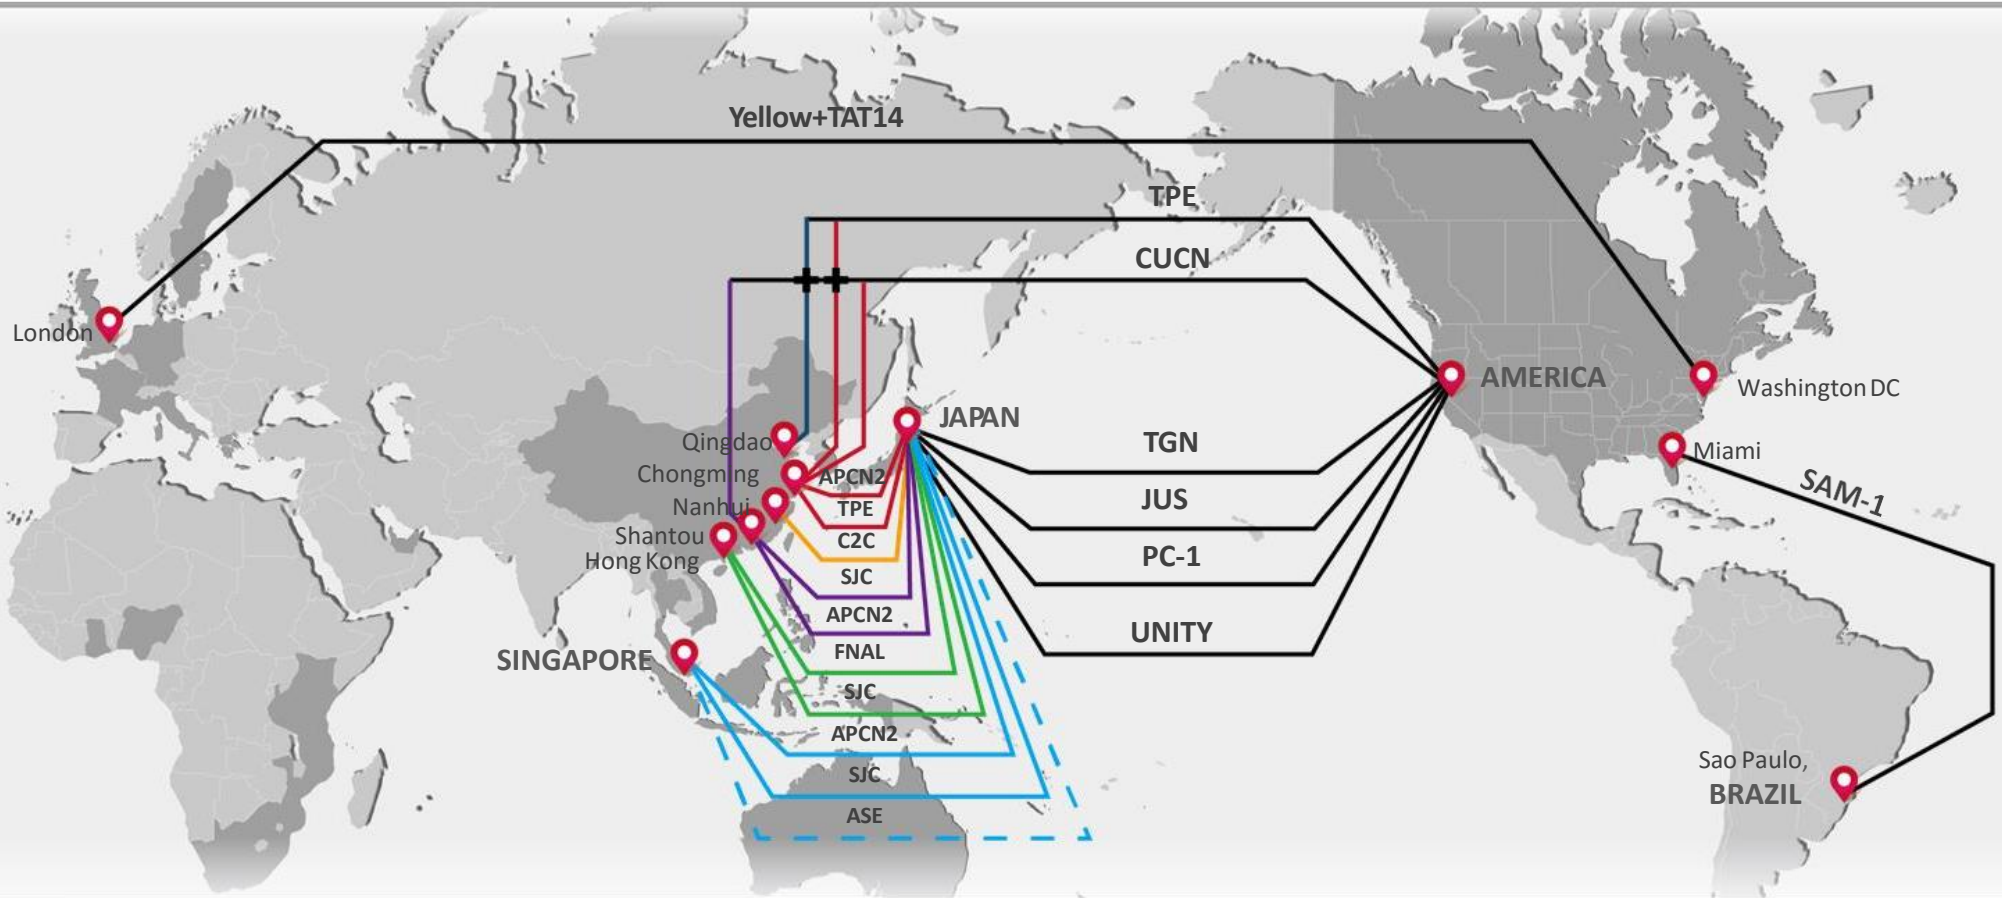 Yellow+TAT14
TPE
CUCN
London
AMERICA
Washington DC
JAPAN
Qingdao
TGN
Miami
Chongming
APCN2
SAM-1
Nanhui
TPE
JUS
Shantou
C2C
Hong Kong
PC-1
SJC
APCN2
UNITY
FNAL
SINGAPORE
SJC
APCN2
Sao Paulo,
BRAZIL
SJC
ASE